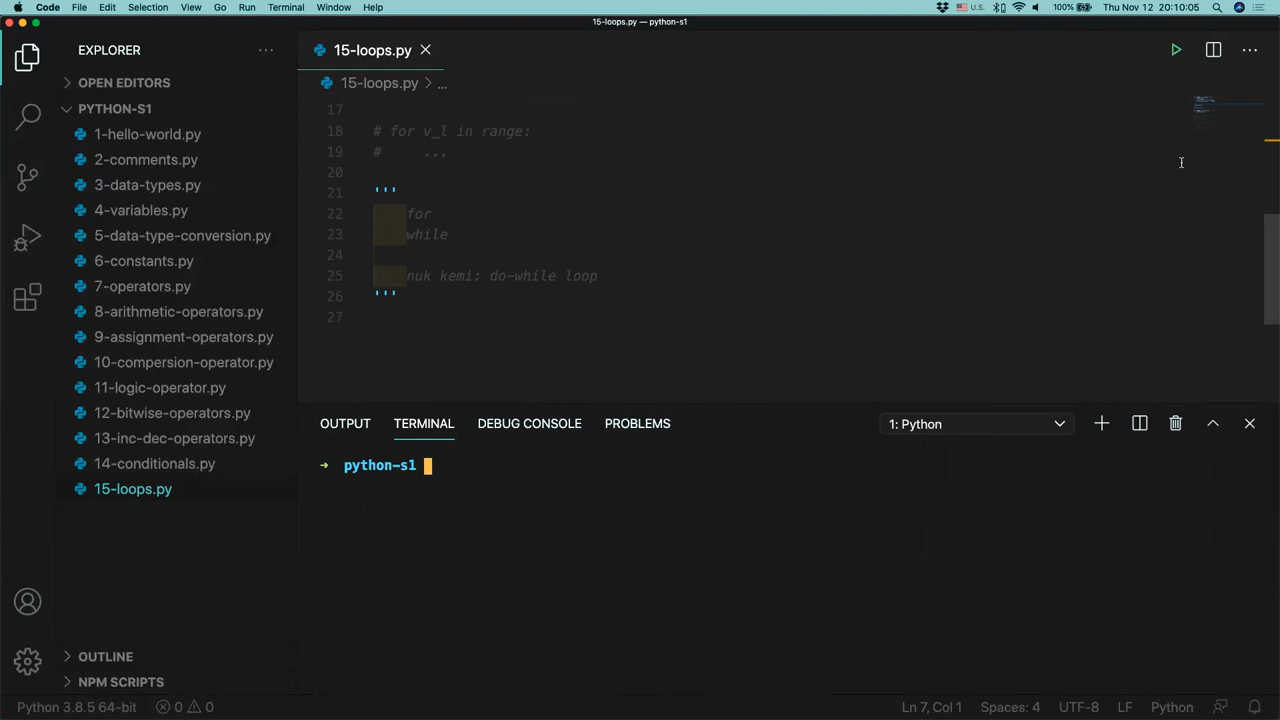 Code File Edit Selection View Go Run Terminal Window Help U.S. 100% Thu Nov 12 20:10:05
15-loops.py — python-s1
EXPLORER
OPEN EDITORS
PYTHON-S1
1-hello-world.py
2-comments.py
3-data-types.py
4-variables.py
5-data-type-conversion.py
6-constants.py
7-operators.py
8-arithmetic-operators.py
9-assignment-operators.py
10-compersion-operator.py
11-logic-operator.py
12-bitwise-operators.py
13-inc-dec-operators.py
14-conditionals.py
15-loops.py
OUTLINE
NPM SCRIPTS
15-loops.py
15-loops.py > ...
17
18 # for v_l in range:
19 #     ...
20
21 '''
22     for
23     while
24
25     nuk kemi: do-while loop
26 '''
27
OUTPUT TERMINAL DEBUG CONSOLE PROBLEMS 1: Python
→ python-s1
Python 3.8.5 64-bit 0 0 Ln 7, Col 1 Spaces: 4 UTF-8 LF Python